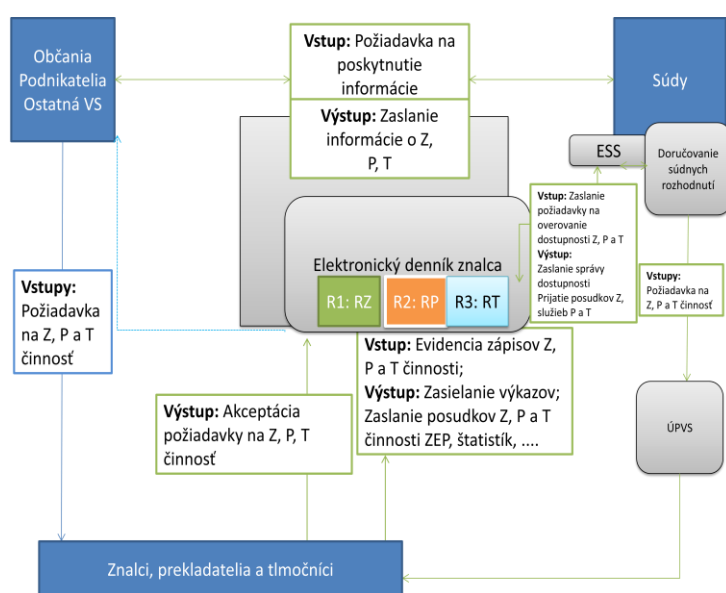 Občania
Podnikatelia
Ostatná VS
Vstup: Požiadavka na
poskytnutie
informácie
Výstup: Zaslanie
informácie o Z,
P, T
Súdy
ESS
Doručovanie
súdnych
rozhodnutí
Vstup: Zaslanie
požiadavky na
overovanie
dostupnosti Z, P a T
Výstup:
Zaslanie správy
dostupnosti
Prijatie posudkov Z,
služieb P a T
Elektronický denník znalca
R1: RZ
R2: RP
R3: RT
Vstupy:
Požiadavka
na Z, P a T
činnosť
Vstupy:
Požiadavka na
Z, P a T činnosť
Vstup: Evidencia zápisov Z,
P a T činnosti;
Výstup: Zasielanie výkazov;
Zaslanie posudkov Z, P a T
činnosti ZEP, štatistík, ....
Výstup: Akceptácia
požiadavky na Z, P, T
činnosť
ÚPVS
Znalci, prekladatelia a tlmočníci